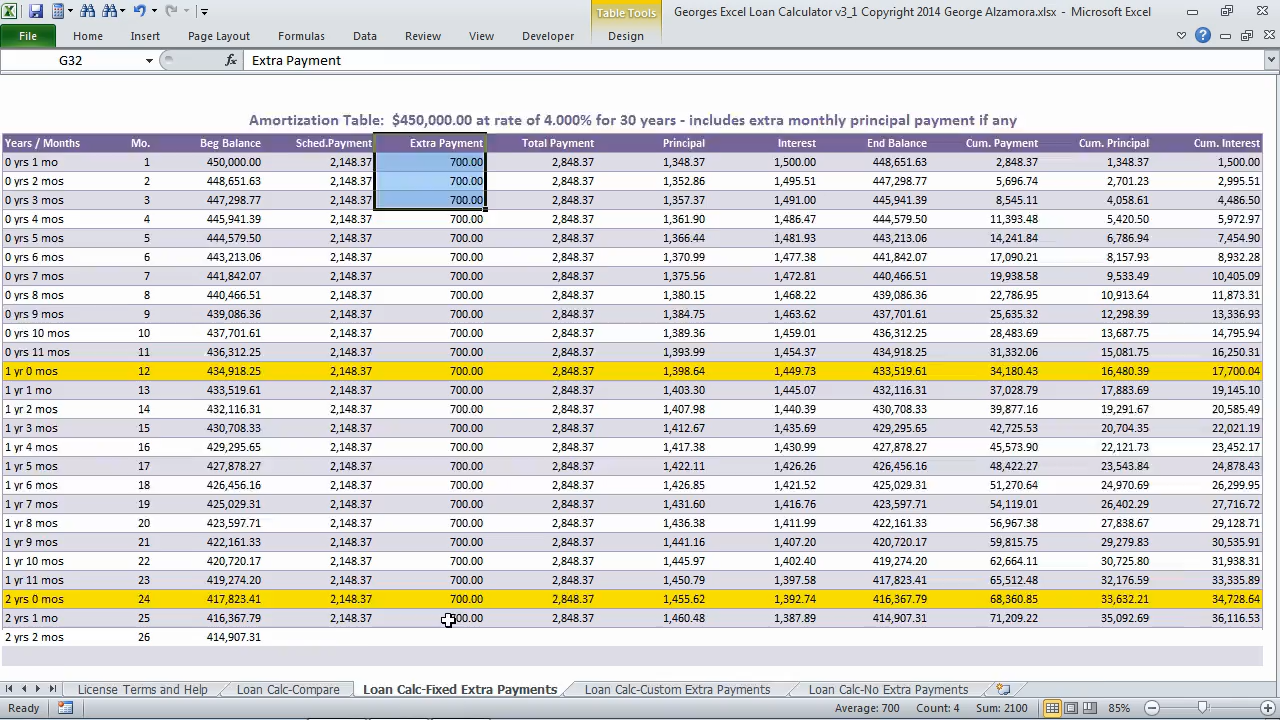 Table Tools
Georges Excel Loan Calculator v3_1 Copyright 2014 George Alzamora.xlsx - Microsoft Excel
File Home Insert Page Layout Formulas Data Review View Developer Design
G32 fx Extra Payment
Amortization Table: $450,000.00 at rate of 4.000% for 30 years - includes extra monthly principal payment if any
Years / Months Mo. Beg Balance Sched.Payment Extra Payment Total Payment Principal Interest End Balance Cum. Payment Cum. Principal Cum. Interest
0 yrs 1 mo 1 450,000.00 2,148.37 700.00 2,848.37 1,348.37 1,500.00 448,651.63 2,848.37 1,348.37 1,500.00
0 yrs 2 mos 2 448,651.63 2,148.37 700.00 2,848.37 1,352.86 1,495.51 447,298.77 5,696.74 2,701.23 2,995.51
0 yrs 3 mos 3 447,298.77 2,148.37 700.00 2,848.37 1,357.37 1,491.00 445,941.39 8,545.11 4,058.61 4,486.50
0 yrs 4 mos 4 445,941.39 2,148.37 700.00 2,848.37 1,361.90 1,486.47 444,579.50 11,393.48 5,420.50 5,972.97
0 yrs 5 mos 5 444,579.50 2,148.37 700.00 2,848.37 1,366.44 1,481.93 443,213.06 14,241.84 6,786.94 7,454.90
0 yrs 6 mos 6 443,213.06 2,148.37 700.00 2,848.37 1,370.99 1,477.38 441,842.07 17,090.21 8,157.93 8,932.28
0 yrs 7 mos 7 441,842.07 2,148.37 700.00 2,848.37 1,375.56 1,472.81 440,466.51 19,938.58 9,533.49 10,405.09
0 yrs 8 mos 8 440,466.51 2,148.37 700.00 2,848.37 1,380.15 1,468.22 439,086.36 22,786.95 10,913.64 11,873.31
0 yrs 9 mos 9 439,086.36 2,148.37 700.00 2,848.37 1,384.75 1,463.62 437,701.61 25,635.32 12,298.39 13,336.93
0 yrs 10 mos 10 437,701.61 2,148.37 700.00 2,848.37 1,389.36 1,459.01 436,312.25 28,483.69 13,687.75 14,795.94
0 yrs 11 mos 11 436,312.25 2,148.37 700.00 2,848.37 1,393.99 1,454.37 434,918.25 31,332.06 15,081.75 16,250.31
1 yr 0 mos 12 434,918.25 2,148.37 700.00 2,848.37 1,398.64 1,449.73 433,519.61 34,180.43 16,480.39 17,700.04
1 yr 1 mo 13 433,519.61 2,148.37 700.00 2,848.37 1,403.30 1,445.07 432,116.31 37,028.79 17,883.69 19,145.10
1 yr 2 mos 14 432,116.31 2,148.37 700.00 2,848.37 1,407.98 1,440.39 430,708.33 39,877.16 19,291.67 20,585.49
1 yr 3 mos 15 430,708.33 2,148.37 700.00 2,848.37 1,412.67 1,435.69 429,295.65 42,725.53 20,704.35 22,021.19
1 yr 4 mos 16 429,295.65 2,148.37 700.00 2,848.37 1,417.38 1,430.99 427,878.27 45,573.90 22,121.73 23,452.17
1 yr 5 mos 17 427,878.27 2,148.37 700.00 2,848.37 1,422.11 1,426.26 426,456.16 48,422.27 23,543.84 24,878.43
1 yr 6 mos 18 426,456.16 2,148.37 700.00 2,848.37 1,426.85 1,421.52 425,029.31 51,270.64 24,970.69 26,299.95
1 yr 7 mos 19 425,029.31 2,148.37 700.00 2,848.37 1,431.60 1,416.76 423,597.71 54,119.01 26,402.29 27,716.72
1 yr 8 mos 20 423,597.71 2,148.37 700.00 2,848.37 1,436.38 1,411.99 422,161.33 56,967.38 27,838.67 29,128.71
1 yr 9 mos 21 422,161.33 2,148.37 700.00 2,848.37 1,441.16 1,407.20 420,720.17 59,815.75 29,279.83 30,535.91
1 yr 10 mos 22 420,720.17 2,148.37 700.00 2,848.37 1,445.97 1,402.40 419,274.20 62,664.11 30,725.80 31,938.31
1 yr 11 mos 23 419,274.20 2,148.37 700.00 2,848.37 1,450.79 1,397.58 417,823.41 65,512.48 32,176.59 33,335.89
2 yrs 0 mos 24 417,823.41 2,148.37 700.00 2,848.37 1,455.62 1,392.74 416,367.79 68,360.85 33,632.21 34,728.64
2 yrs 1 mo 25 416,367.79 2,148.37 2,848.37 1,460.48 1,387.89 414,907.31 71,209.22 35,092.69 36,116.53
2 yrs 2 mos 26 414,907.31
License Terms and Help Loan Calc-Compare Loan Calc-Fixed Extra Payments Loan Calc-Custom Extra Payments Loan Calc-No Extra Payments
Ready Average: 700 Count: 4 Sum: 2100 85%